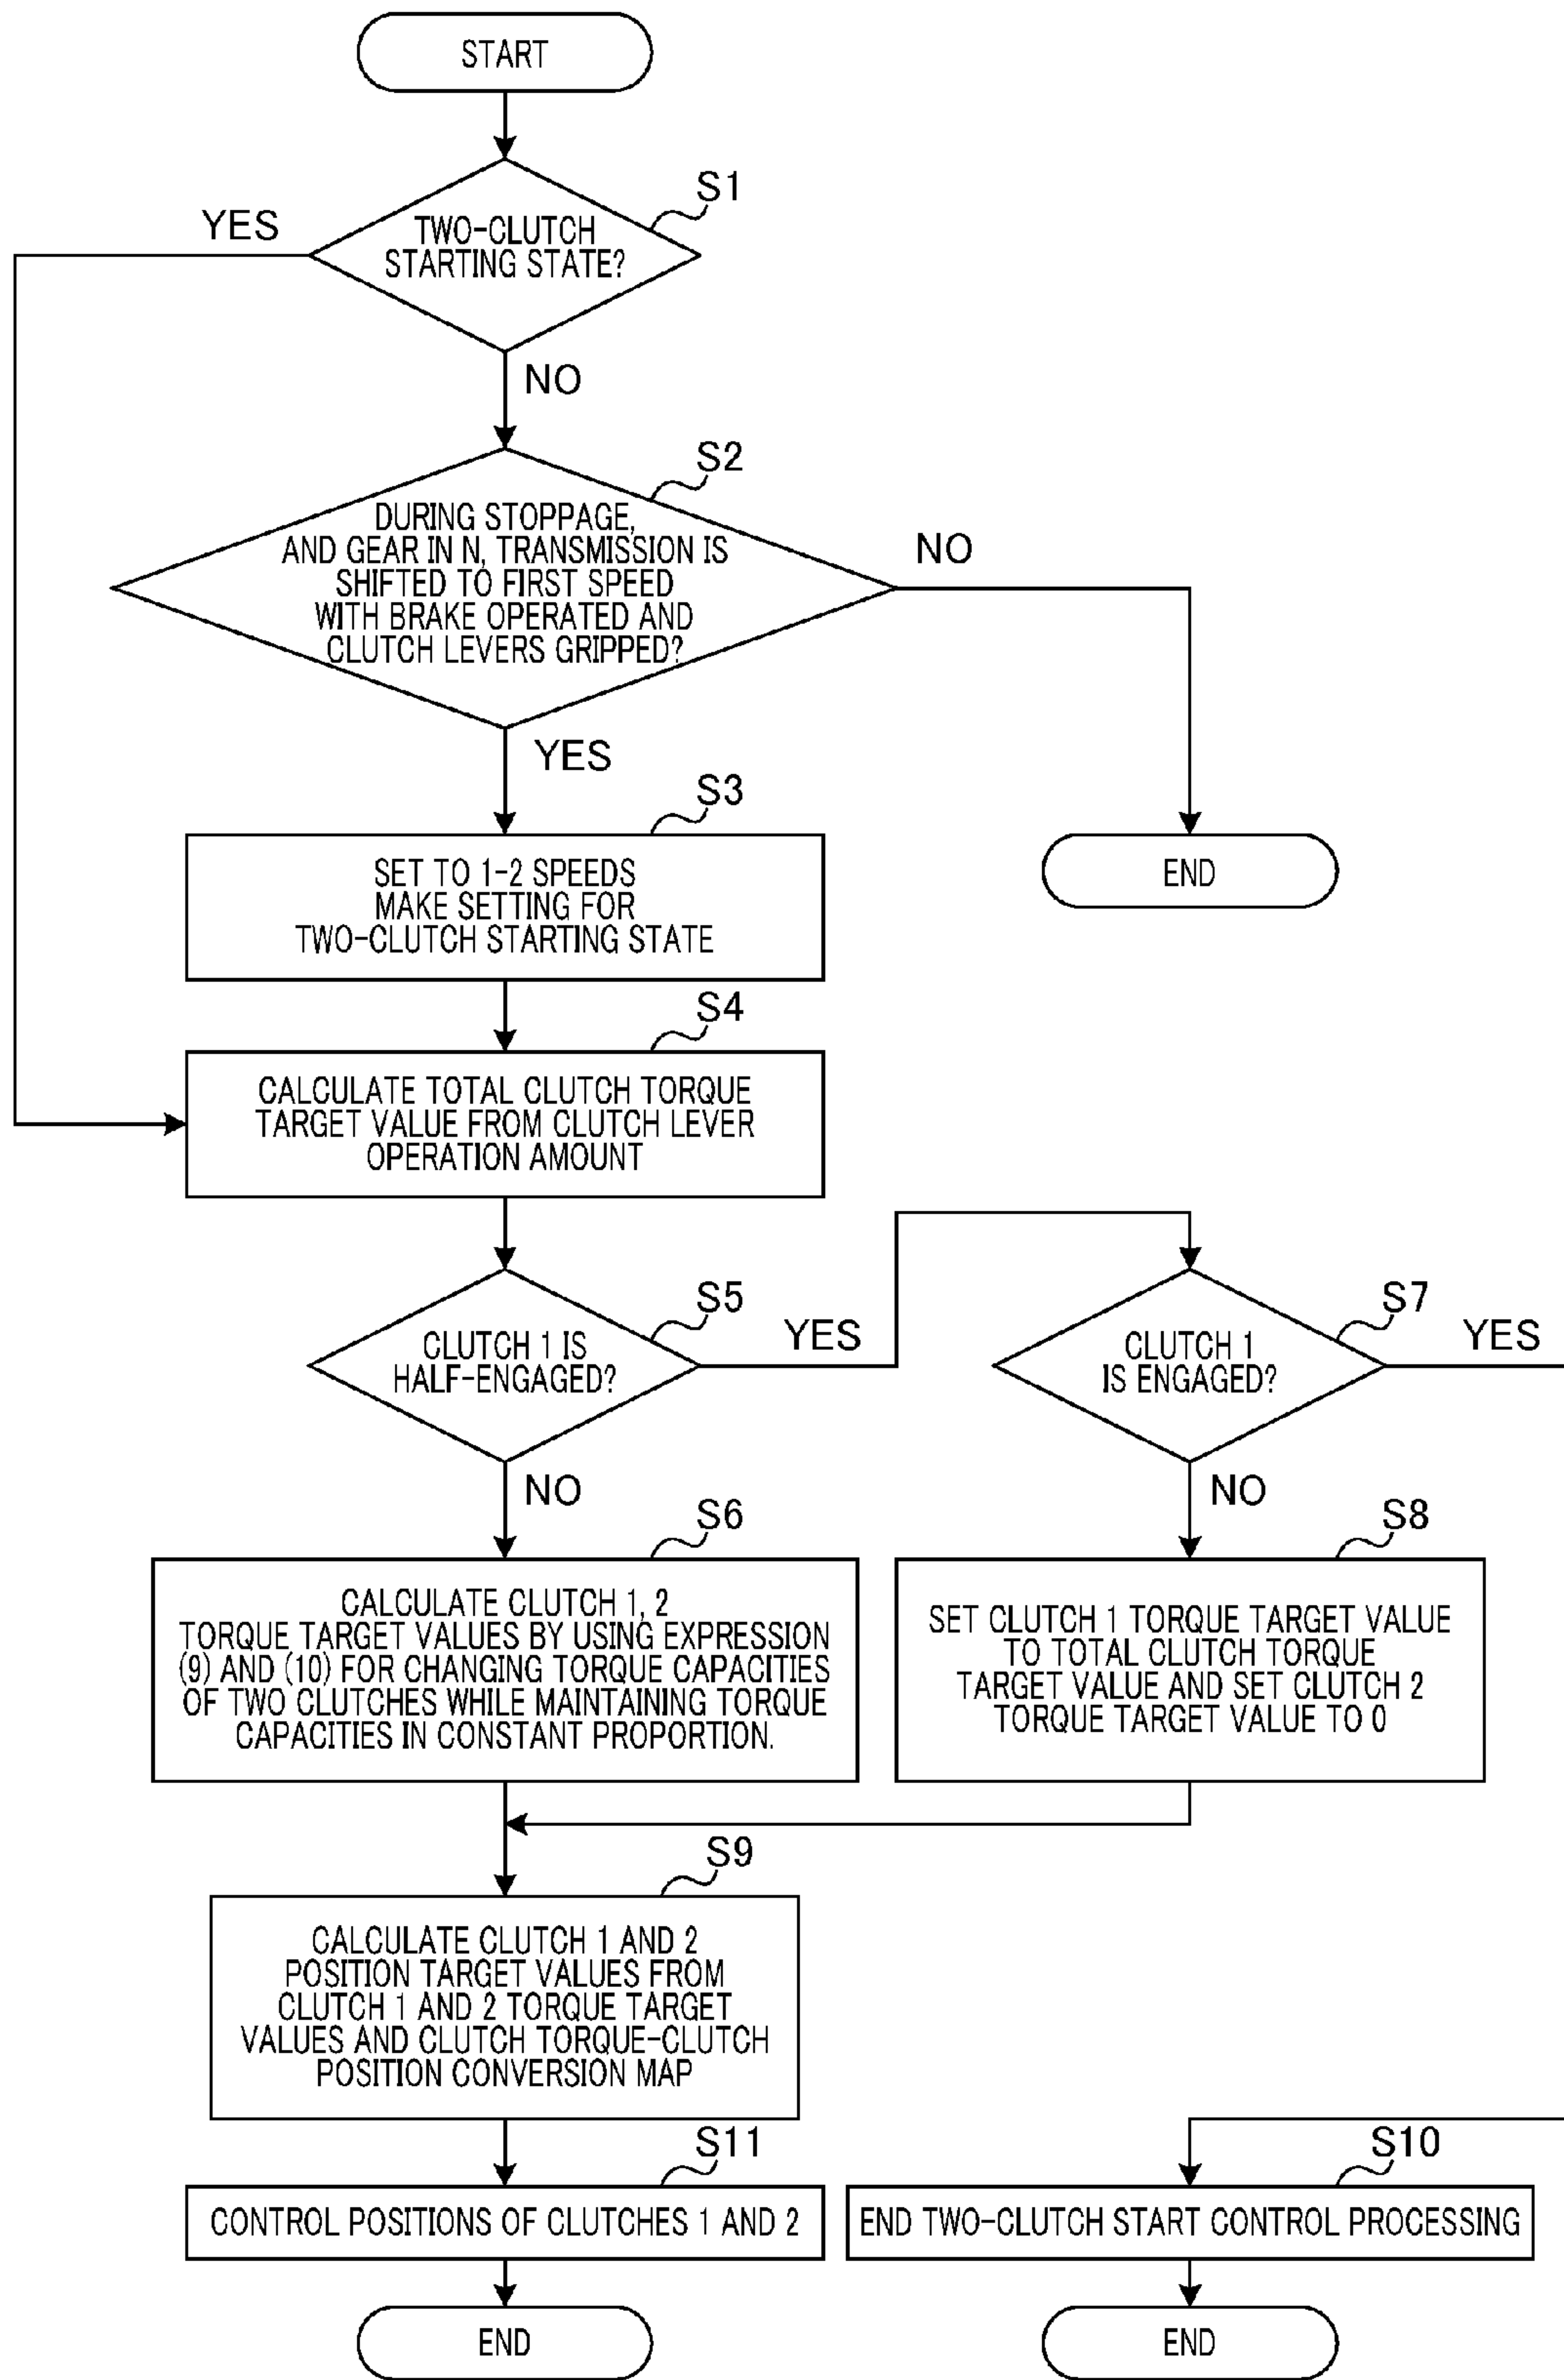 START
S1
YES
TWO-CLUTCH
STARTING STATE?
NO
S2
DURING STOPPAGE,
AND GEAR IN N, TRANSMISSION IS
SHIFTED TO FIRST SPEED
WITH BRAKE OPERATED AND
CLUTCH LEVERS GRIPPED?
NO
YES
S3
SET TO 1-2 SPEEDS
MAKE SETTING FOR
TWO-CLUTCH STARTING STATE
END
S4
CALCULATE TOTAL CLUTCH TORQUE
TARGET VALUE FROM CLUTCH LEVER
OPERATION AMOUNT
S5
YES
CLUTCH 1 IS
HALF-ENGAGED?
S7
YES
CLUTCH 1
IS ENGAGED?
NO
NO
S6
CALCULATE CLUTCH 1, 2
TORQUE TARGET VALUES BY USING EXPRESSION
(9) AND (10) FOR CHANGING TORQUE CAPACITIES
OF TWO CLUTCHES WHILE MAINTAINING TORQUE
CAPACITIES IN CONSTANT PROPORTION.
S8
SET CLUTCH 1 TORQUE TARGET VALUE
TO TOTAL CLUTCH TORQUE
TARGET VALUE AND SET CLUTCH 2
TORQUE TARGET VALUE TO 0
S9
CALCULATE CLUTCH 1 AND 2
POSITION TARGET VALUES FROM
CLUTCH 1 AND 2 TORQUE TARGET
VALUES AND CLUTCH TORQUE-CLUTCH
POSITION CONVERSION MAP
S11
CONTROL POSITIONS OF CLUTCHES 1 AND 2
S10
END TWO-CLUTCH START CONTROL PROCESSING
END
END